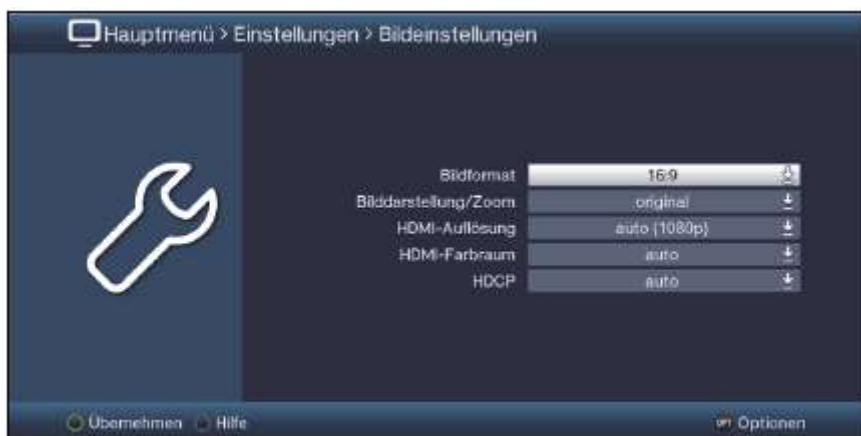 Hauptmenü > Einstellungen > Bildeinstellungen
Bildformat 16:9
Bilddarstellung/Zoom original
HDMI-Auflösung auto (1080p)
HDMI-Farbraum auto
HDCP auto
Übernehmen Hilfe OPT Optionen